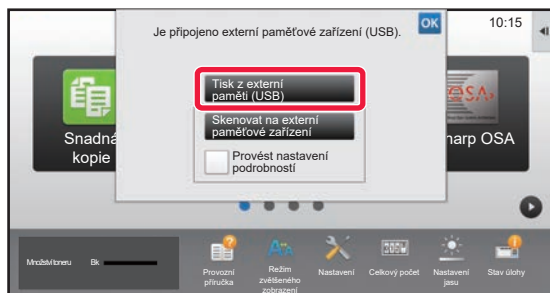 Je připojeno externí paměťové zařízení (USB).
OK
10:15
Tisk z externí
paměti (USB)
Skenovat na externí
paměťové zařízení
Provést nastavení
podrobností
Snadná
kopie
harp OSA
Množství toneru
Bk
Provozní
příručka
Režim
zvětšeného
zobrazení
Nastavení
Celkový počet
Nastavení
jasu
Stav úlohy